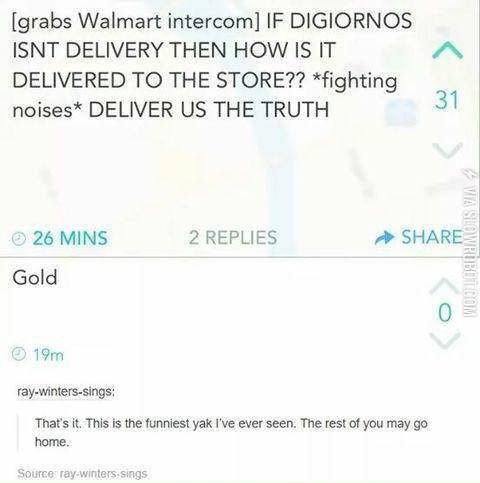 [grabs Walmart intercom] IF DIGIORNOS
ISNT DELIVERY THEN HOW IS IT
DELIVERED TO THE STORE?? *fighting
noises* DELIVER US THE TRUTH
31
26 MINS
2 REPLIES
SHARE
VIA SLOWROBOT.COM
Gold
0
19m
ray-winters-sings:
That's it. This is the funniest yak I've ever seen. The rest of you may go
home.
Source: ray-winters-sings